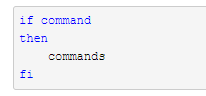 if command
then
    commands
fi